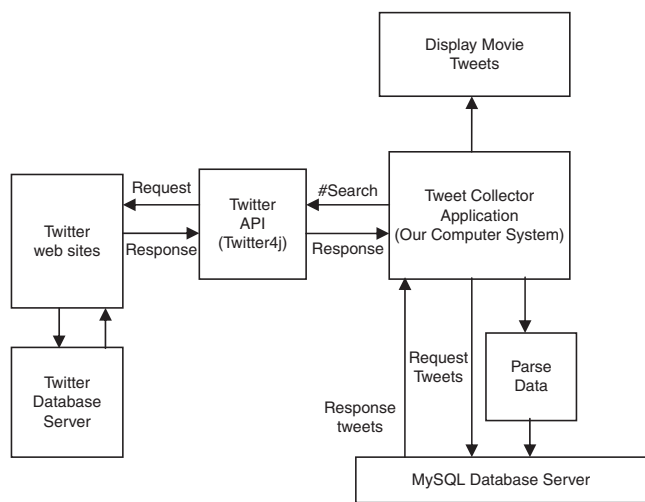 Display Movie
Tweets
Twitter
web sites
Request
Response
Twitter
API
(Twitter4j)
#Search
Response
Tweet Collector
Application
(Our Computer System)
Twitter
Database
Server
Response
tweets
Request
Tweets
Parse
Data
MySQL Database Server